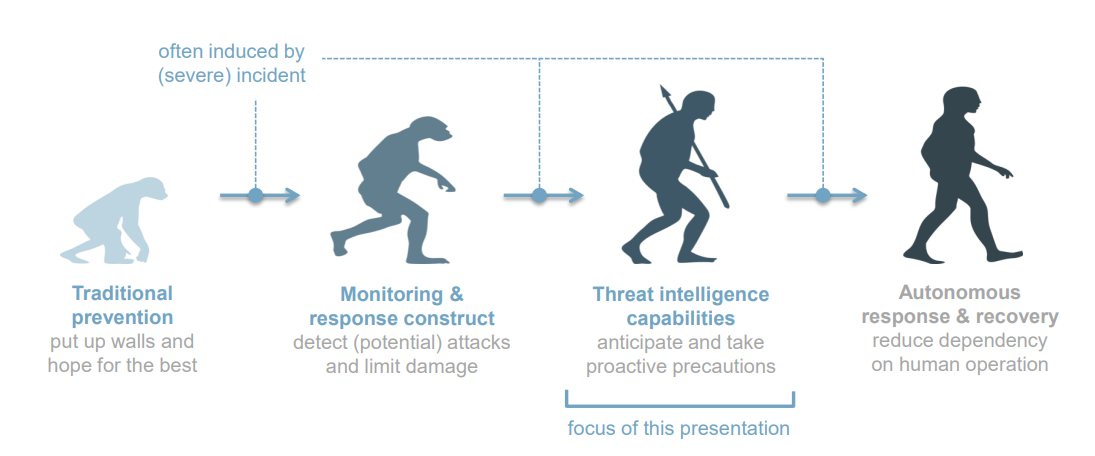 often induced by
(severe) incident
Traditional
prevention
put up walls and
hope for the best
Monitoring &
response construct
detect (potential) attacks
and limit damage
Threat intelligence
capabilities
anticipate and take
proactive precautions
Autonomous
response & recovery
reduce dependency
on human operation
focus of this presentation